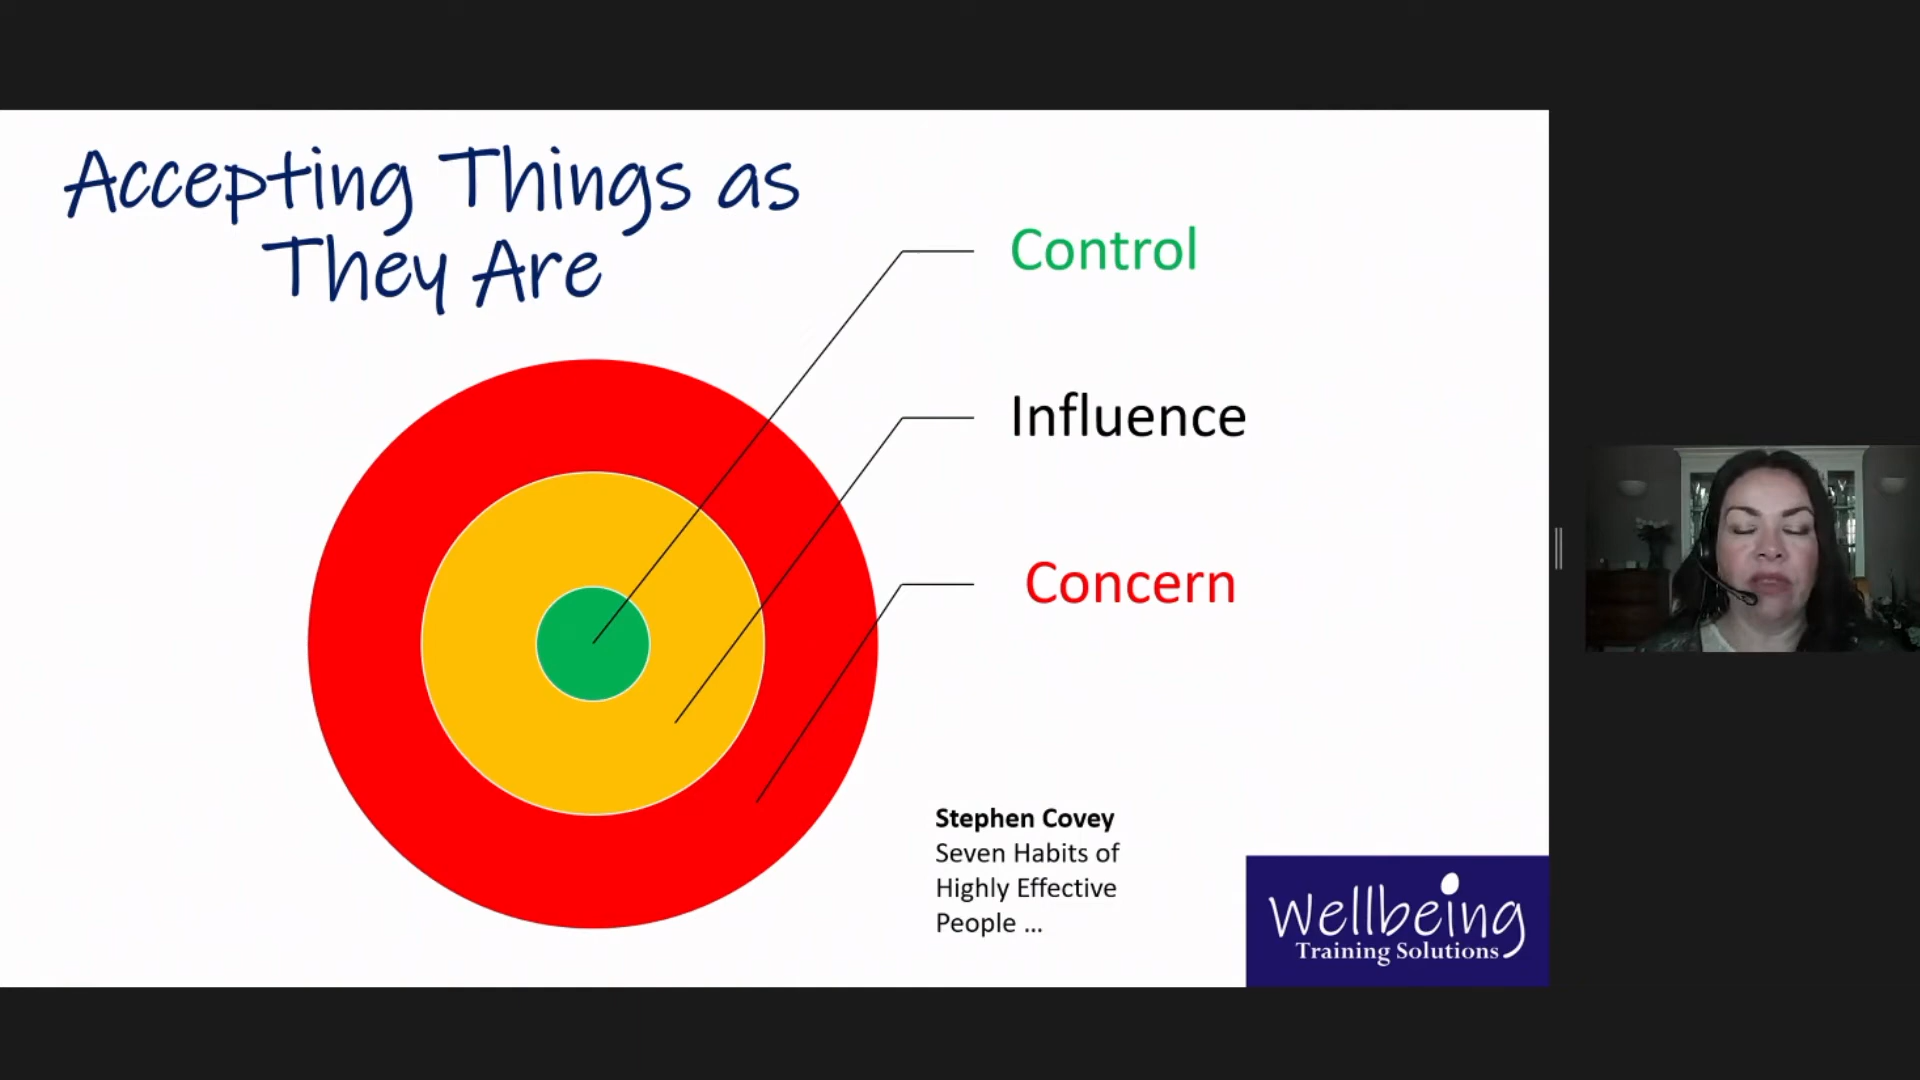 Accepting Things as
They Are
Control
Influence
Concern
Stephen Covey
Seven Habits of
Highly Effective
People ...
Wellbeing
Training Solutions